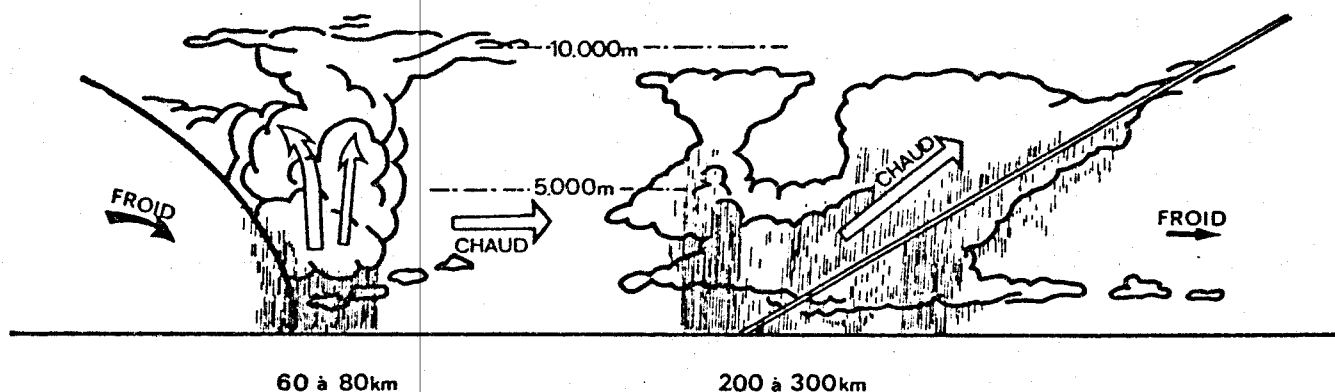 10.000m
FROID
5.000m
CHAUD
CHAUD
FROID
60 à 80km
200 à 300km